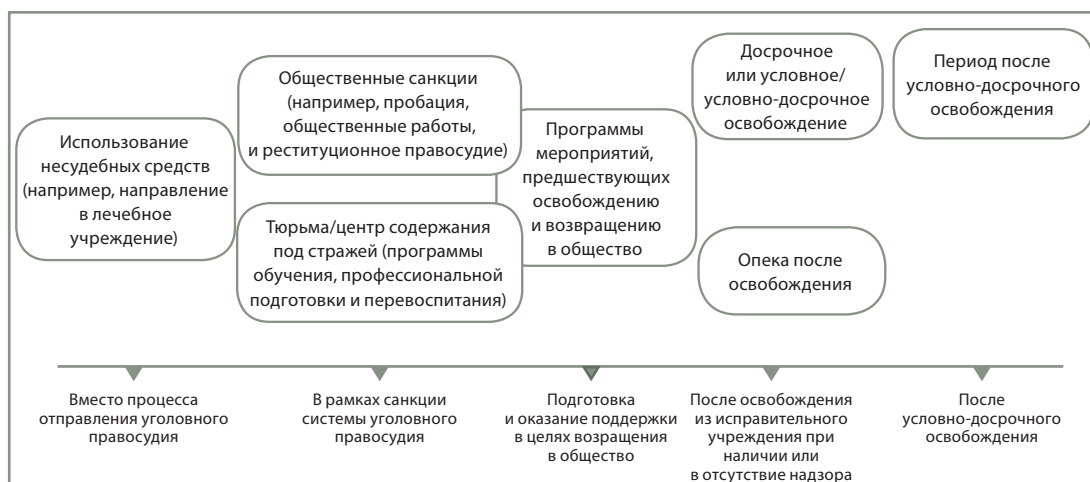 Использование
несудебных средств
(например, направление
в лечебное
учреждение)
Общественные санкции
(например, пробация,
общественные работы,
и реституционное правосудие)
Тюрьма/центр содержания
под стражей (программы
обучения, профессиональной
подготовки и перевоспитания)
Программы
мероприятий,
предшествующих
освобождению
и возвращению
в общество
Досрочное
или условное/
условно-досрочное
освобождение
Опека после
освобождения
Период после
условно-досрочного
освобождения
Вместо процесса
отправления уголовного
правосудия
В рамках санкции
системы уголовного
правосудия
Подготовка
и оказание поддержки
в целях возращения
в общество
После освобождения
из исправительного
учреждения при
наличии или
в отсутствие надзора
После
условно-досрочного
освобождения